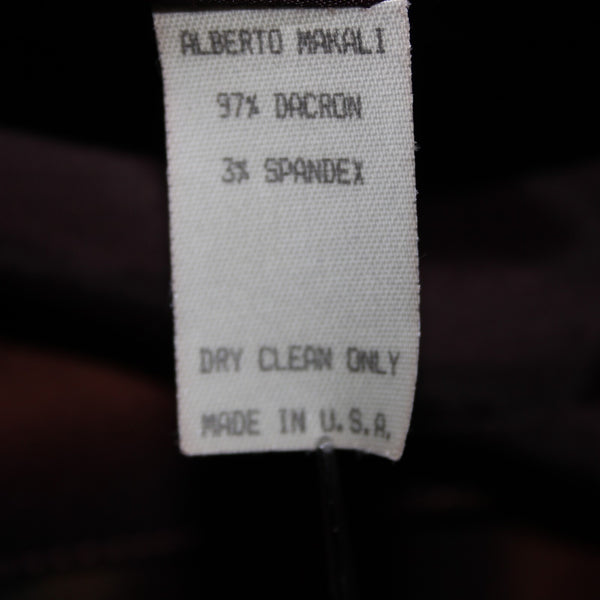 ALBERTO MAKALI
97% DACRON
3% SPANDEX
DRY CLEAN ONLY
MADE IN U.S.A.